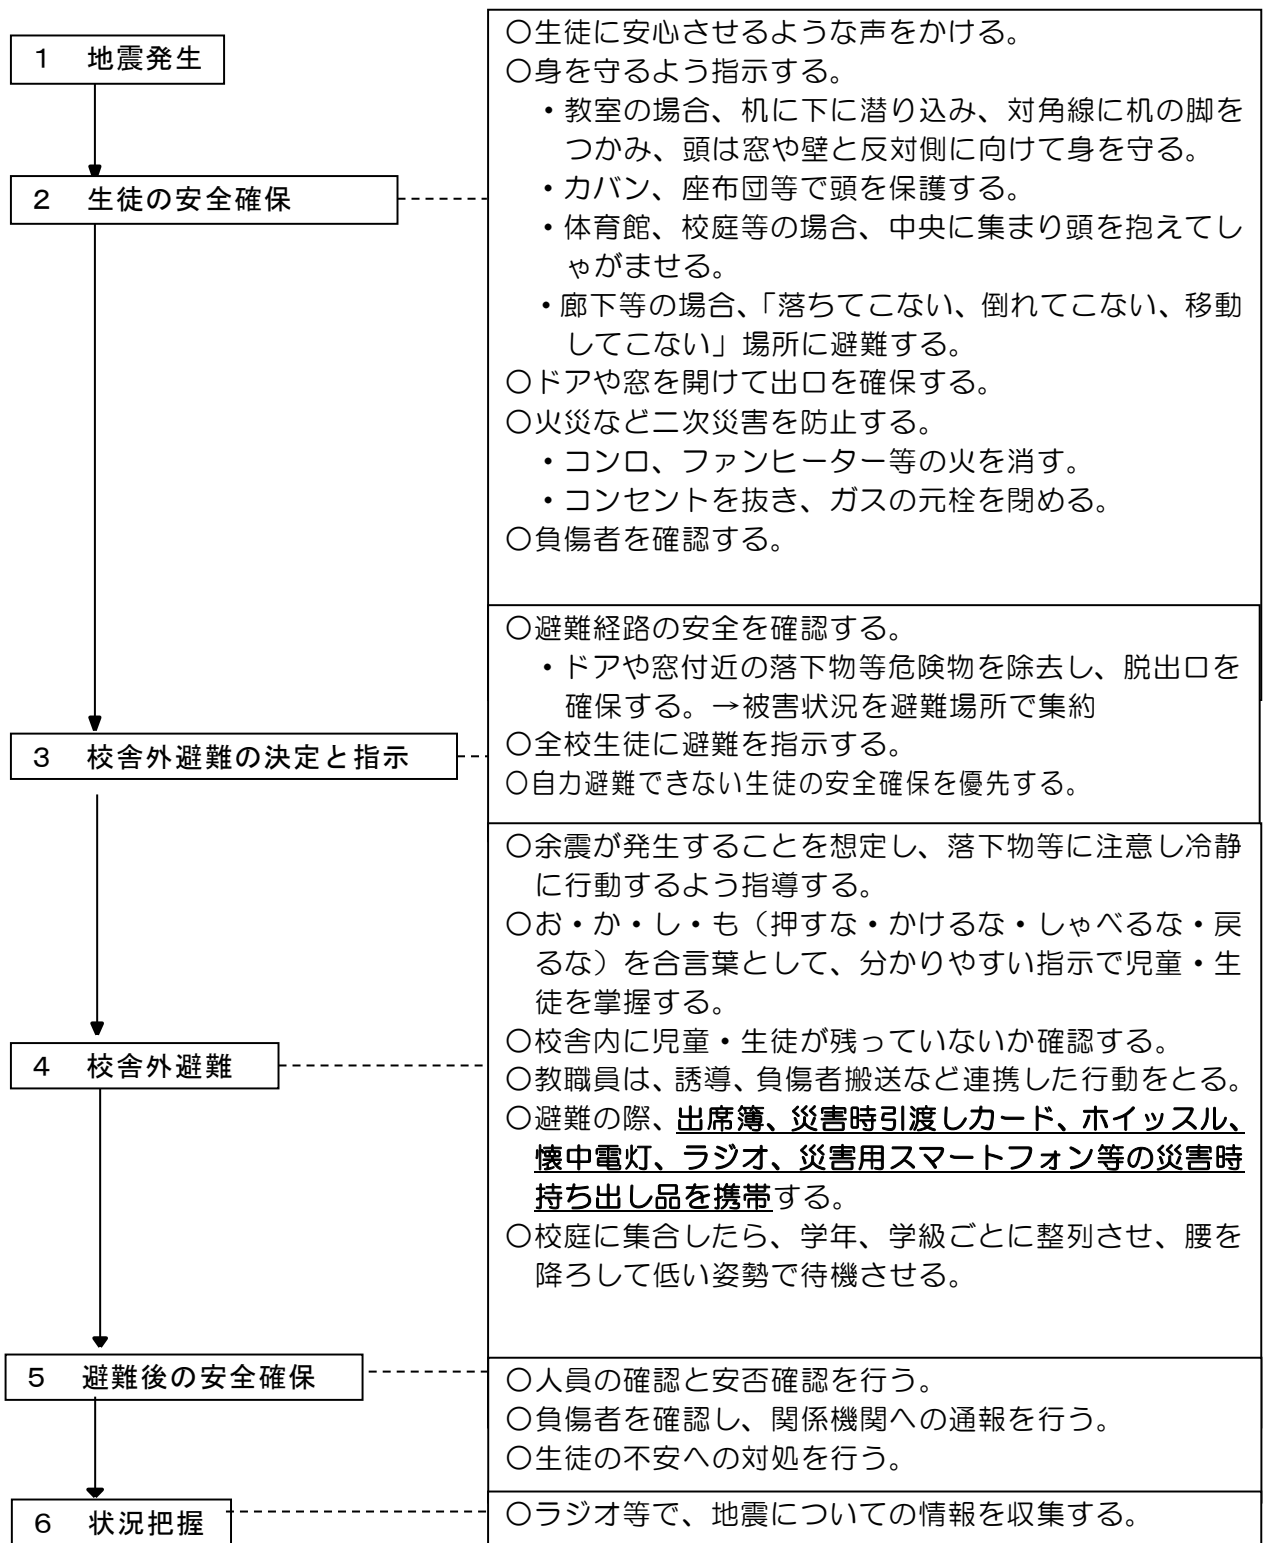 1 地震発生
○生徒に安心させるような声をかける。
○身を守るよう指示する。
・教室の場合、机に下に潜り込み、対角線に机の脚を
つかみ、頭は窓や壁と反対側に向けて身を守る。
2 生徒の安全確保
・カバン、座布団等で頭を保護する。
・体育館、校庭等の場合、中央に集まり頭を抱えてし
ゃがませる。
・廊下等の場合、「落ちてこない、倒れてこない、移動
してこない」場所に避難する。
○ドアや窓を開けて出口を確保する。
○火災など二次災害を防止する。
・コンロ、ファンヒーター等の火を消す。
・コンセントを抜き、ガスの元栓を閉める。
○負傷者を確認する。
3 校舎外避難の決定と指示
○避難経路の安全を確認する。
・ドアや窓付近の落下物等危険物を除去し、脱出口を
確保する。→被害状況を避難場所で集約
○全校生徒に避難を指示する。
○自力避難できない生徒の安全確保を優先する。
4 校舎外避難
○余震が発生することを想定し、落下物等に注意し冷静
に行動するよう指導する。
○お・か・し・も（押すな・かけるな・しゃべるな・戻
るな）を合言葉として、分かりやすい指示で児童・生
徒を掌握する。
○校舎内に児童・生徒が残っていないか確認する。
○教職員は、誘導、負傷者搬送など連携した行動をとる。
○避難の際、出席簿、災害時引渡しカード、ホイッスル、
懐中電灯、ラジオ、災害用スマートフォン等の災害時
持ち出し品を携帯する。
○校庭に集合したら、学年、学級ごとに整列させ、腰を
降ろして低い姿勢で待機させる。
5 避難後の安全確保
○人員の確認と安否確認を行う。
○負傷者を確認し、関係機関への通報を行う。
○生徒の不安への対処を行う。
6 状況把握
○ラジオ等で、地震についての情報を収集する。